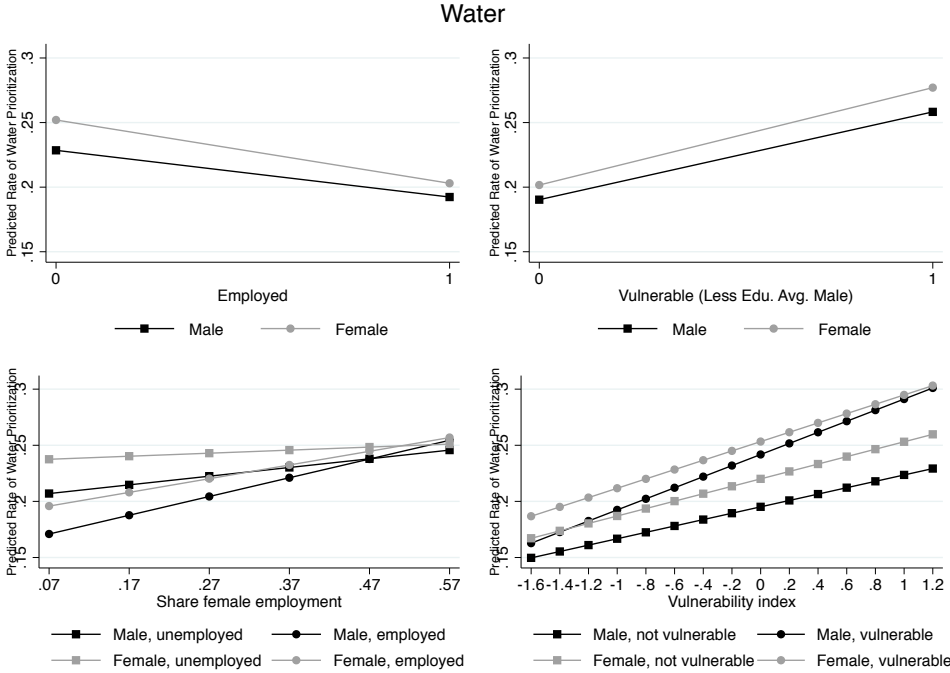 Water
Predicted Rate of Water Prioritization
.3
.25
.2
.15
0 1
Employed
Male Female
Predicted Rate of Water Prioritization
.3
.25
.2
.15
0 1
Vulnerable (Less Edu. Avg. Male)
Male Female
Predicted Rate of Water Prioritization
.3
.25
.2
.15
.07 .17 .27 .37 .47 .57
Share female employment
Male, unemployed Male, employed
Female, unemployed Female, employed
Predicted Rate of Water Prioritization
.3
.25
.2
.15
-1.6 -1.4 -1.2 -1 -.8 -.6 -.4 -.2 0 .2 .4 .6 .8 1 1.2
Vulnerability index
Male, not vulnerable Male, vulnerable
Female, not vulnerable Female, vulnerable